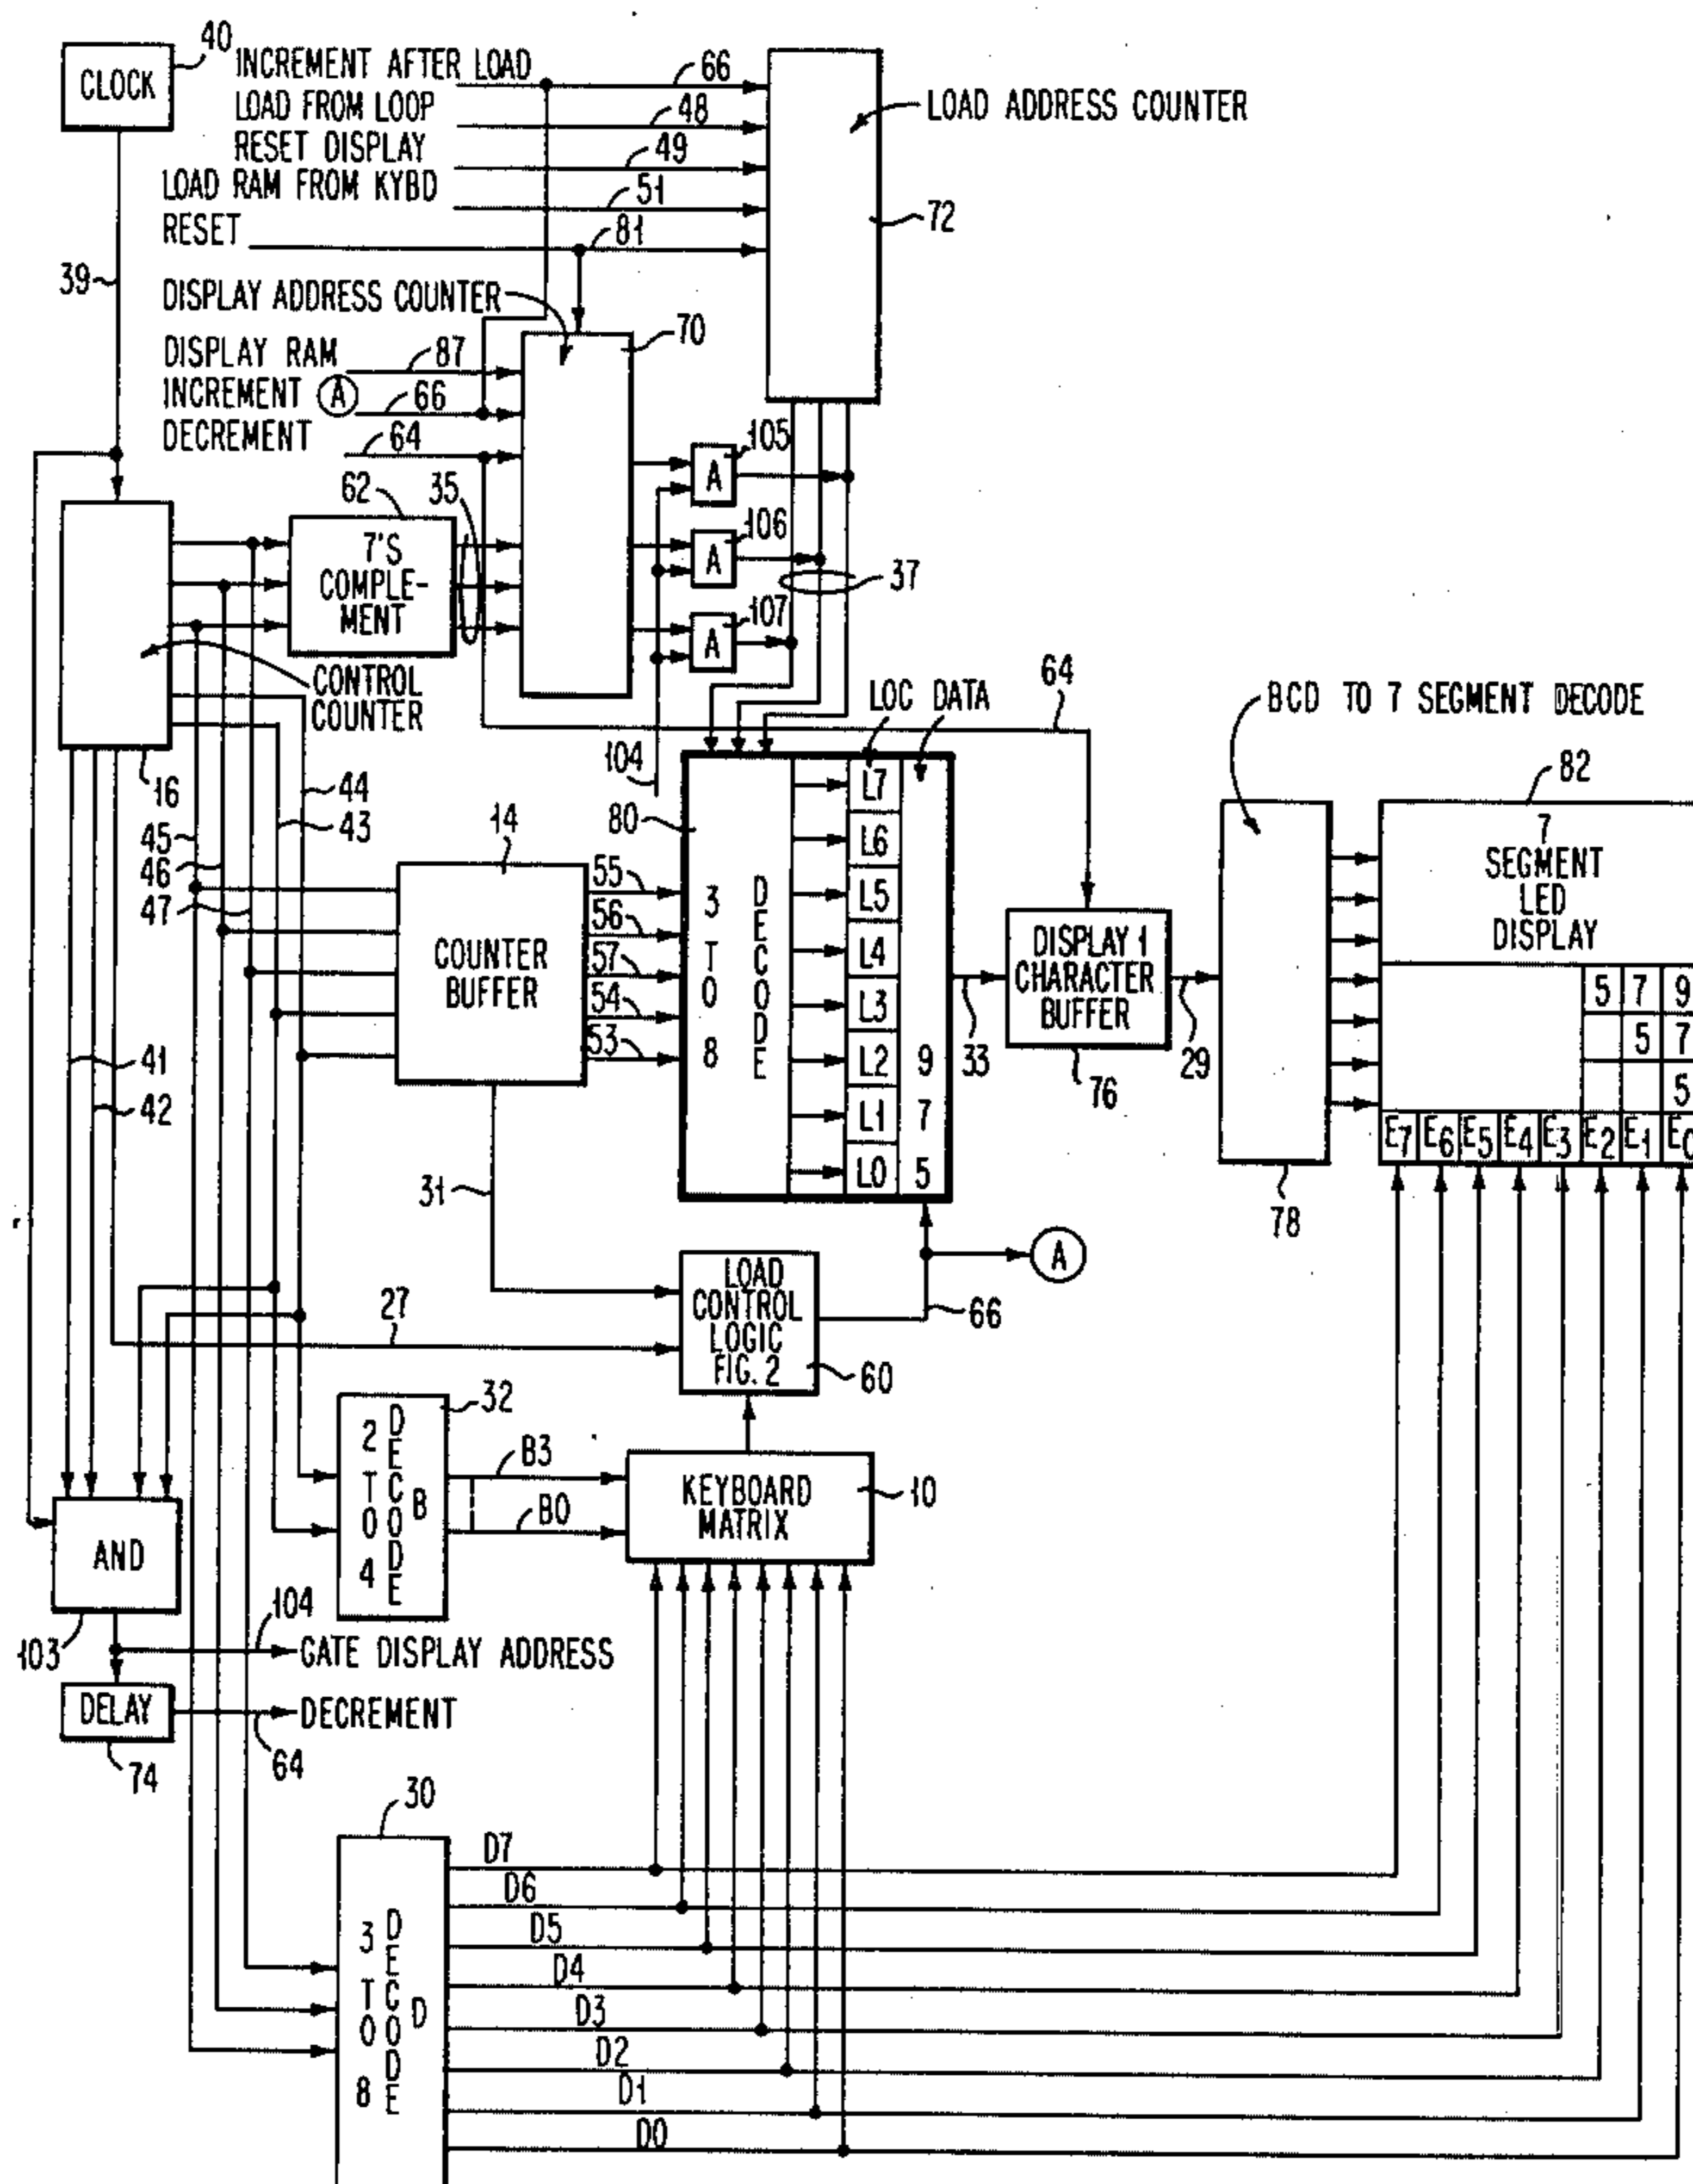 40
CLOCK
INCREMENT AFTER LOAD
66
LOAD FROM LOOP
48
LOAD ADDRESS COUNTER
RESET DISPLAY
49
LOAD RAM FROM KYBD
51
RESET
81
72
39
DISPLAY ADDRESS COUNTER
70
DISPLAY RAM
87
INCREMENT A
66
DECREMENT
64
105
A
62
35
7'S
COMPLE-
MENT
106
A
37
107
A
CONTROL
COUNTER
64
LOC DATA
BCD TO 7 SEGMENT DECODE
16
44
43
45
46
47
104
80
14
COUNTER
BUFFER
55
56
57
54
53
3 TO 8
DECODE
L7
L6
L5
L4
L3
L2 9
L1 7
L0 5
33
DISPLAY 1
CHARACTER
BUFFER
76
29
78
82
7
SEGMENT
LED
DISPLAY
5 7 9
5 7
5
E7 E6 E5 E4 E3 E2 E1 E0
41
42
31
A
27
LOAD
CONTROL
LOGIC
FIG. 2
66
60
32
2 TO 4
DECODE
B
B3
B0
KEYBOARD
MATRIX
10
AND
103
104
GATE DISPLAY ADDRESS
DELAY
DECREMENT
74
64
30
3 TO 8
DECODE
D
D7
D6
D5
D4
D3
D2
D1
D0